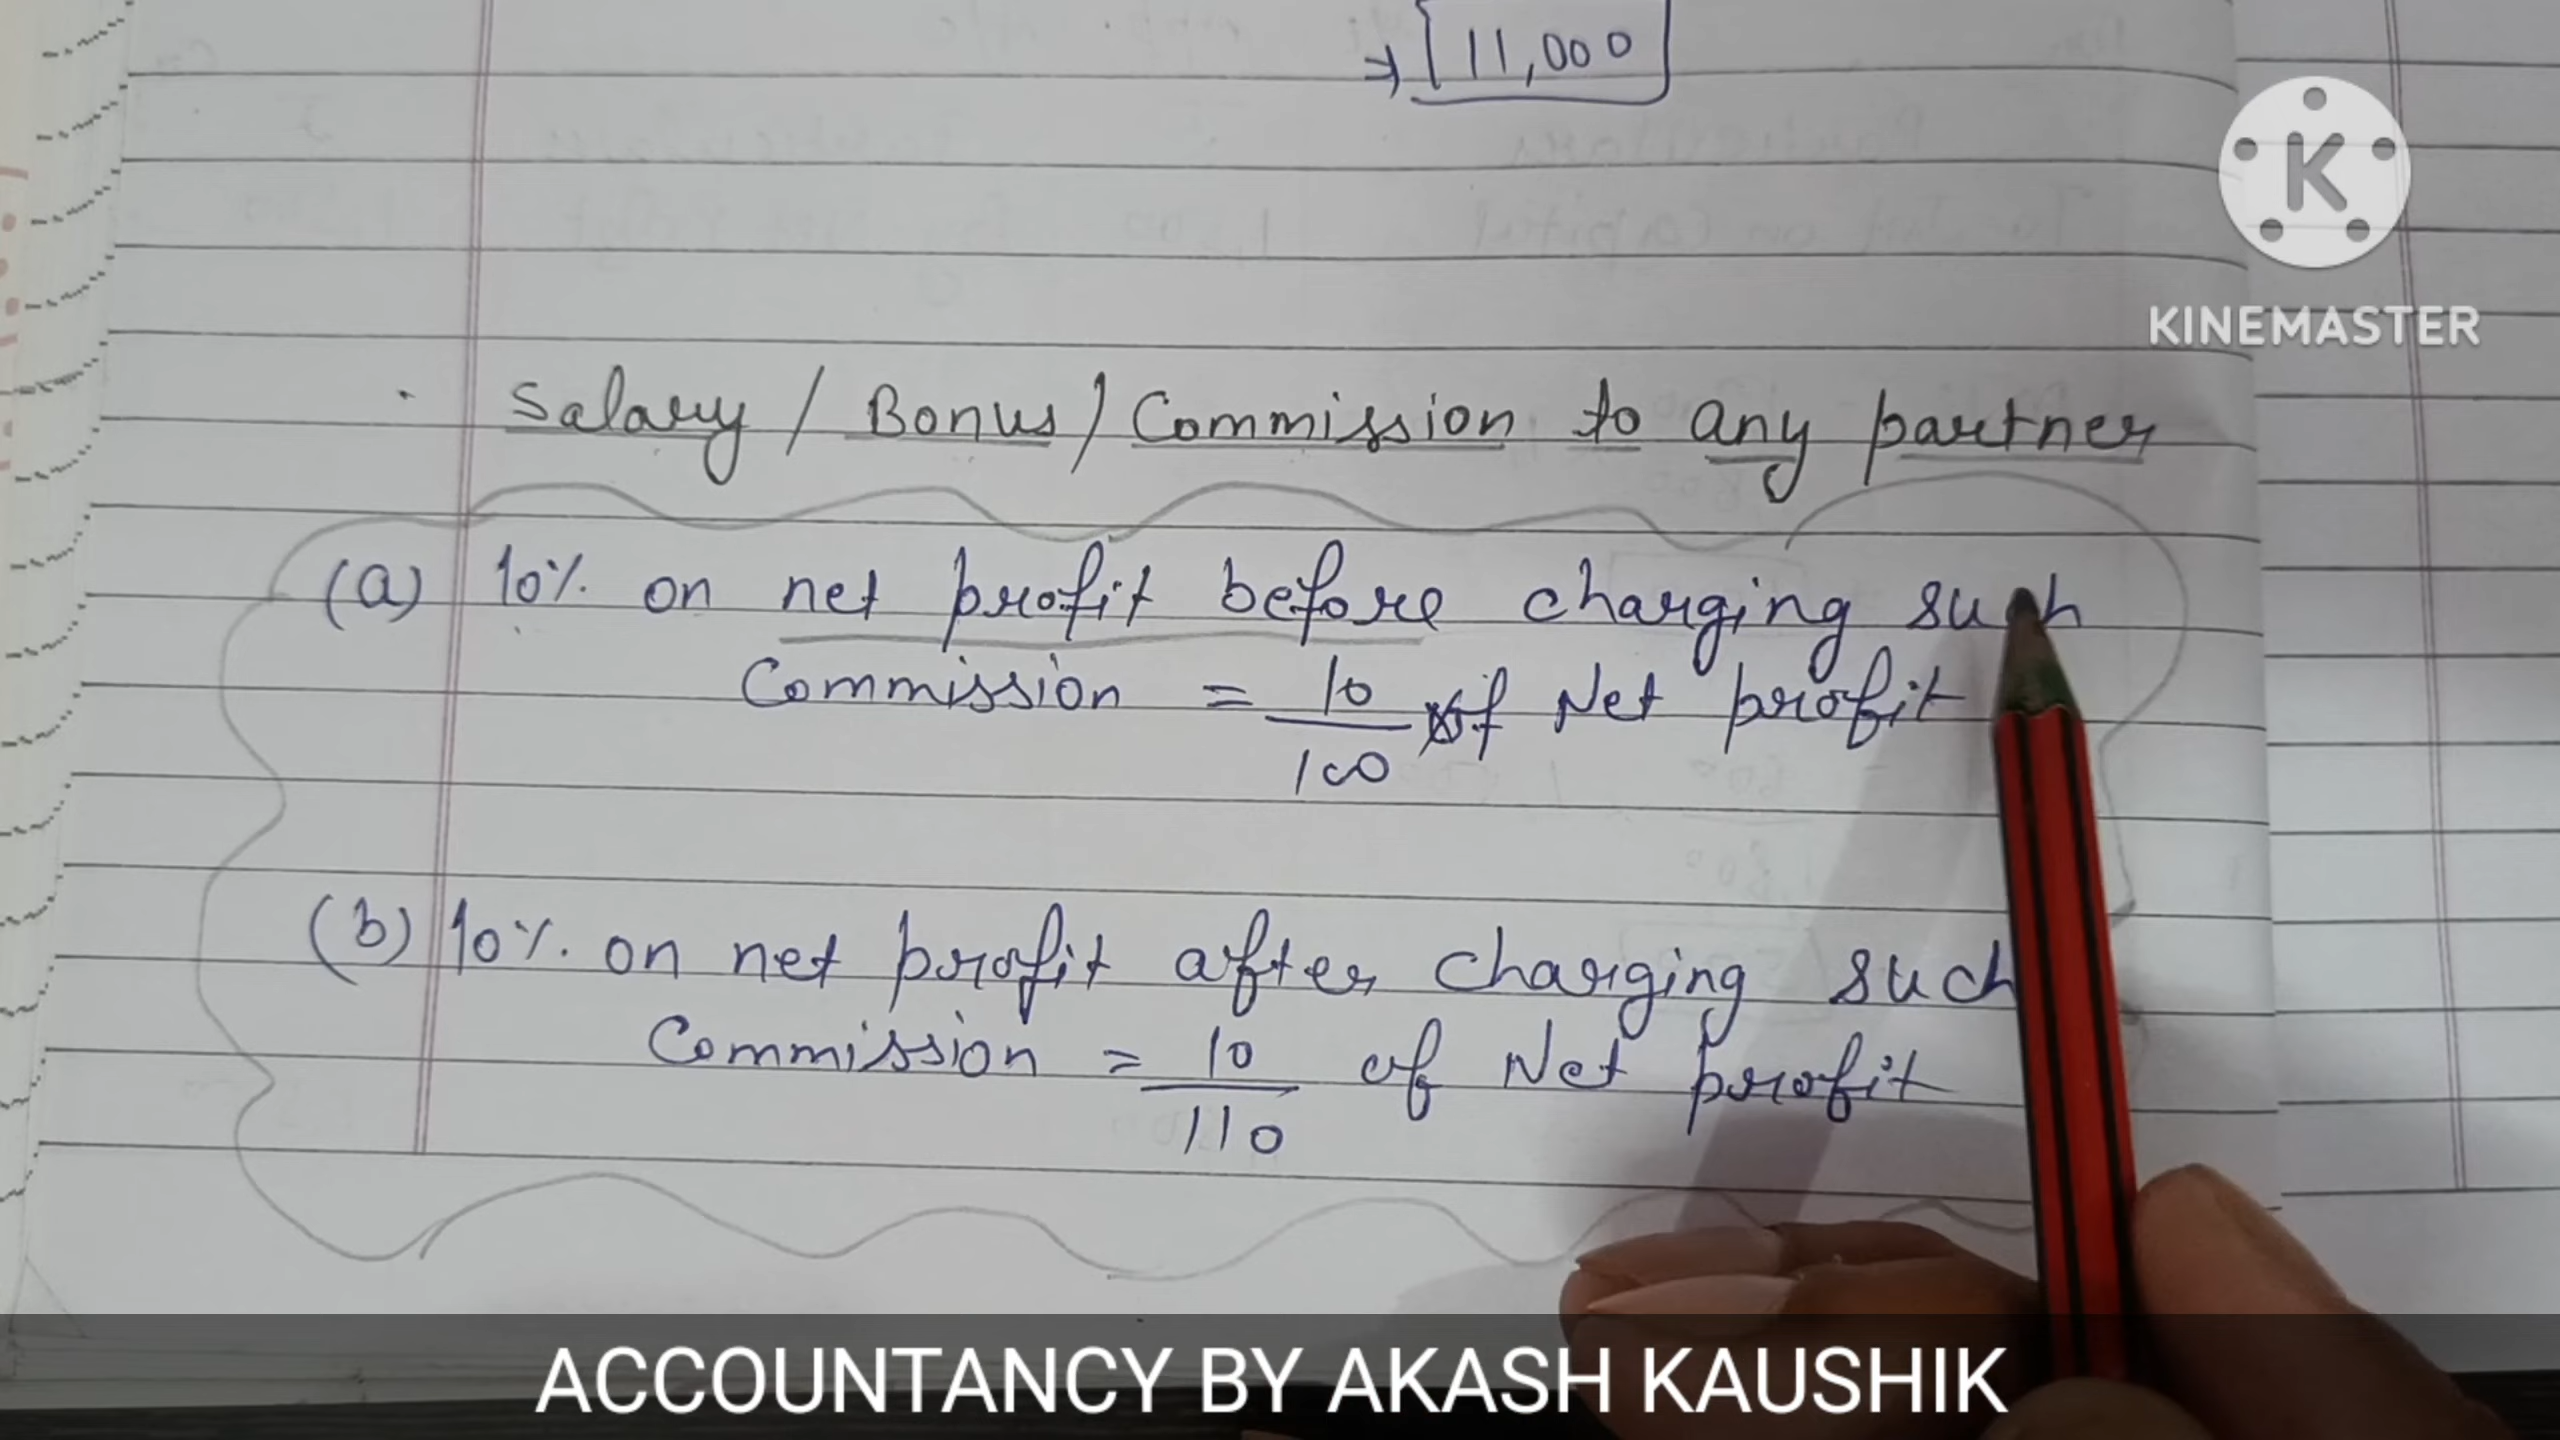 → 11,000
K
KINEMASTER
Salary / Bonus / Commission to any partner
(a) 10% on net profit before charging such
Commission = 10/100 of Net profit
(b) 10% on net profit after charging such
Commission = 10/110 of Net profit
ACCOUNTANCY BY AKASH KAUSHIK